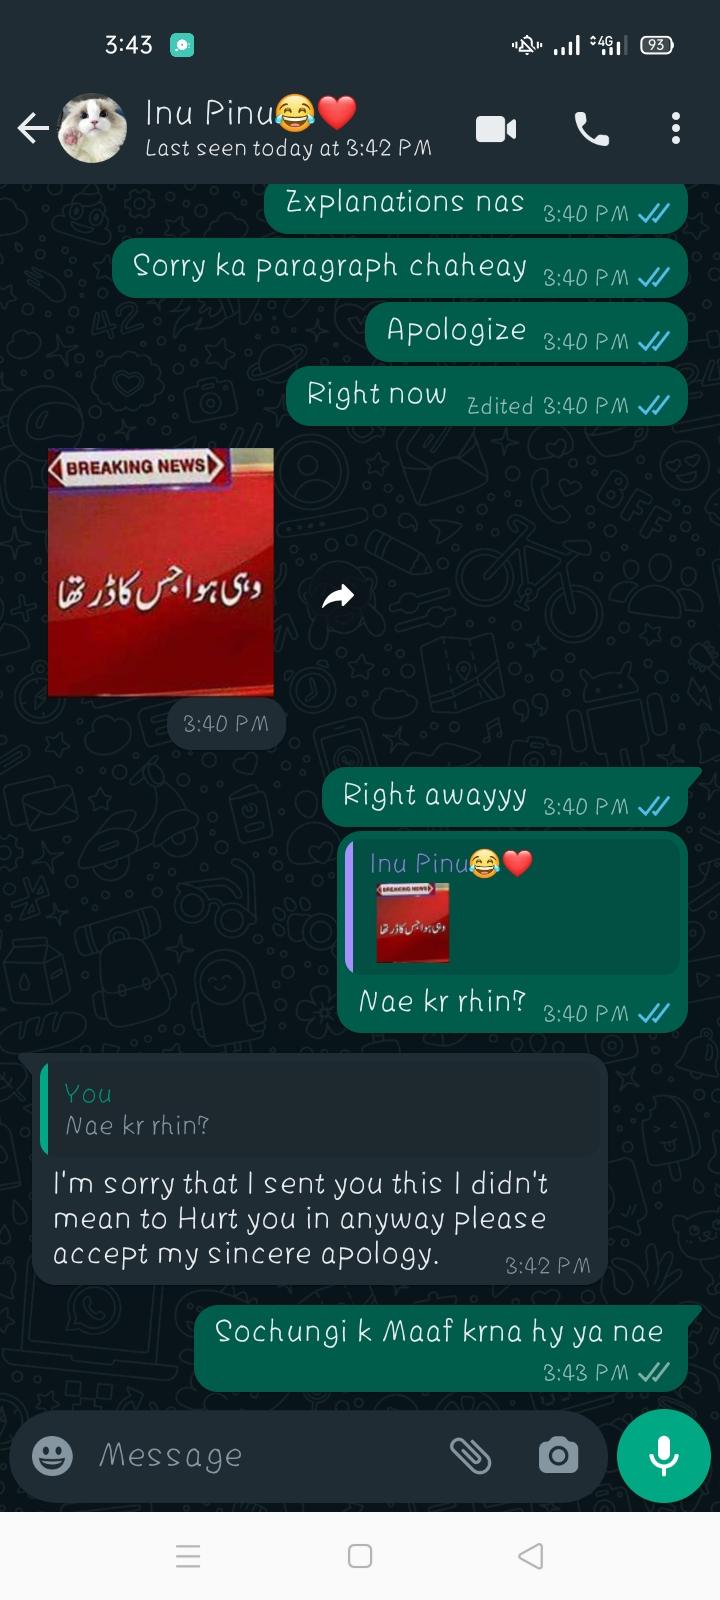 3:43
4G
93
Inu Pinu😂❤️
Last seen today at 3:42 PM
Explanations nas 3:40 PM
Sorry ka paragraph chaheay 3:40 PM
Apologize 3:40 PM
Right now Edited 3:40 PM
BREAKING NEWS
وہی ہوا جس کا ڈر تھا
3:40 PM
Right awayyy 3:40 PM
Inu Pinu😂❤️
BREAKING NEWS
وہی ہوا جس کا ڈر تھا
Nae kr rhin? 3:40 PM
You
Nae kr rhin?
I'm sorry that I sent you this I didn't
mean to Hurt you in anyway please
accept my sincere apology. 3:42 PM
Sochungi k Maaf krna hy ya nae
3:43 PM
Message